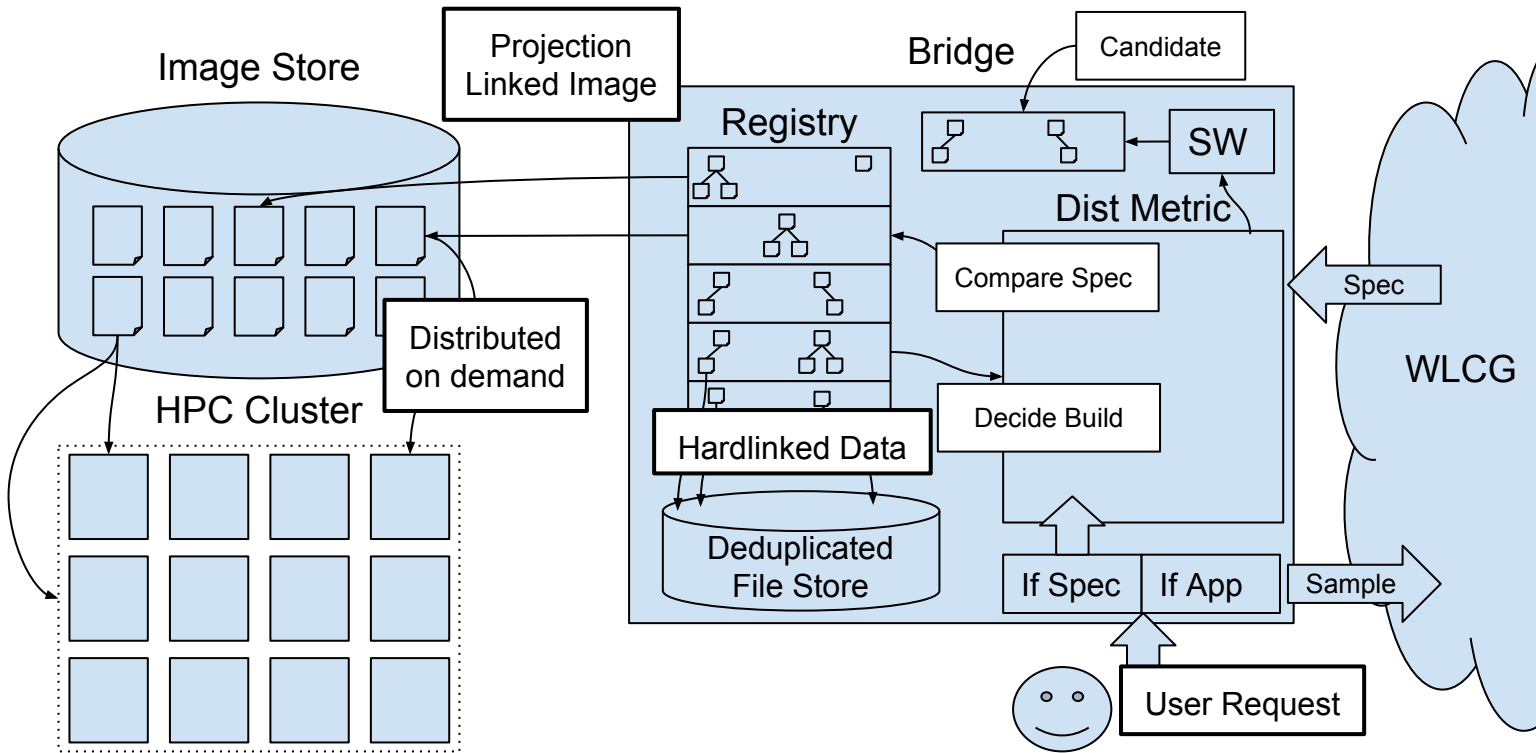 Projection
Linked Image
Bridge
Candidate
Image Store
Registry
SW
Dist Metric
Compare Spec
Spec
Distributed
on demand
WLCG
HPC Cluster
Decide Build
Hardlinked Data
Deduplicated
File Store
If Spec
If App
Sample
User Request